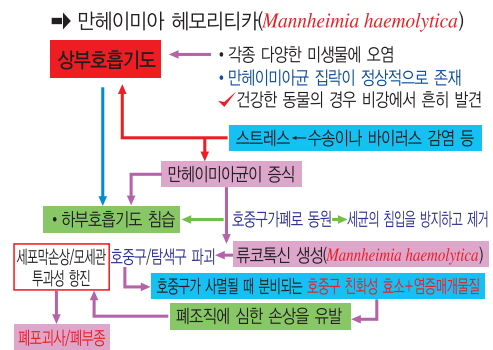 ➡ 만헤이미아 헤모리티카(Mannheimia haemolytica)
상부호흡기도
• 각종 다양한 미생물에 오염
• 만헤이미아균 집락이 정상적으로 존재
✓건강한 동물의 경우 비강에서 흔히 발견
스트레스←수송이나 바이러스 감염 등
만헤이미아균이 증식
• 하부호흡기도 침습
호중구가폐로 동원
세균의 침입을 방지하고 제거
세포막손상/모세관
투과성 항진
호중구/탐색구 파괴
류코톡신 생성(Mannheimia haemolytica)
호중구가 사멸될 때 분비되는 호중구 친화성 효소+염증매개물질
폐조직에 심한 손상을 유발
폐포괴사/폐부종